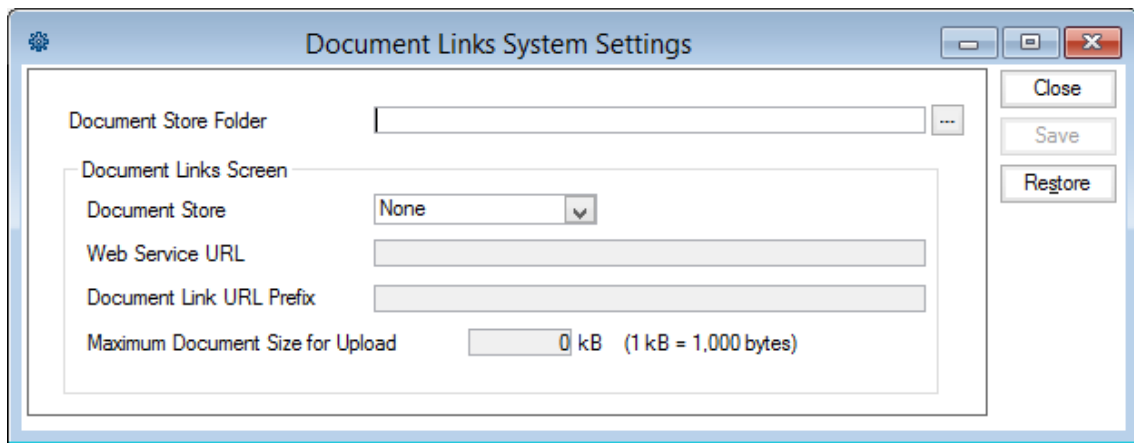 Document Links System Settings
Close
Document Store Folder
...
Save
Document Links Screen
Restore
Document Store None
Web Service URL
Document Link URL Prefix
Maximum Document Size for Upload 0 kB (1 kB = 1,000 bytes)